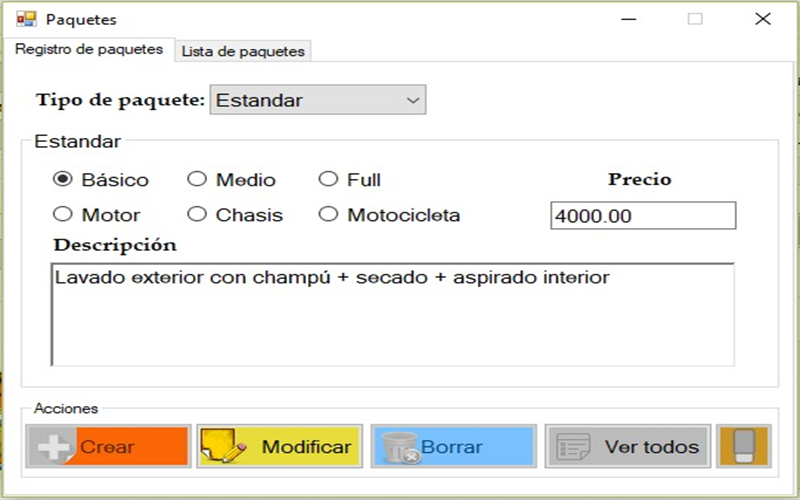 Paquetes
Registro de paquetes Lista de paquetes
Tipo de paquete: Estandar
Estandar
Básico Medio Full
Precio
Motor Chasis Motocicleta
4000.00
Descripción
Lavado exterior con champú + secado + aspirado interior
Acciones
Crear Modificar Borrar Ver todos